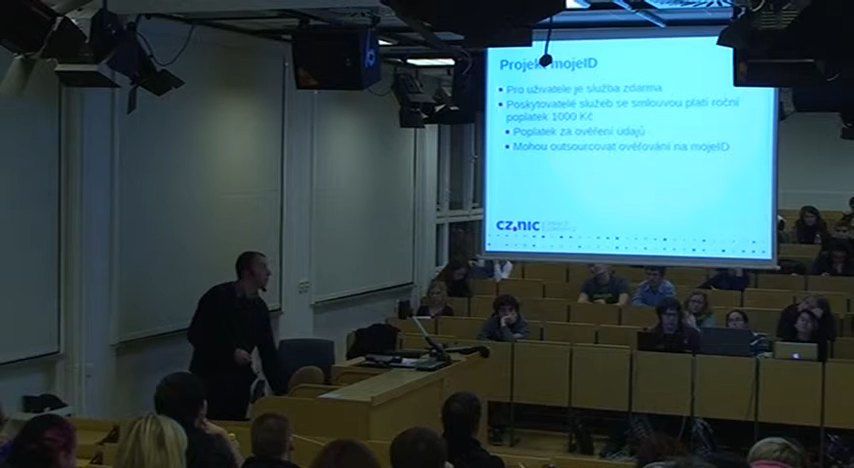 Projekt mojeID
• Pro uživatele je služba zdarma
• Poskytovatelé služeb se smlouvou platí roční
poplatek 1000 Kč
• Poplatek za ověření údajů
• Mohou outsourcovat ověřování na mojeID
CZ.NIC